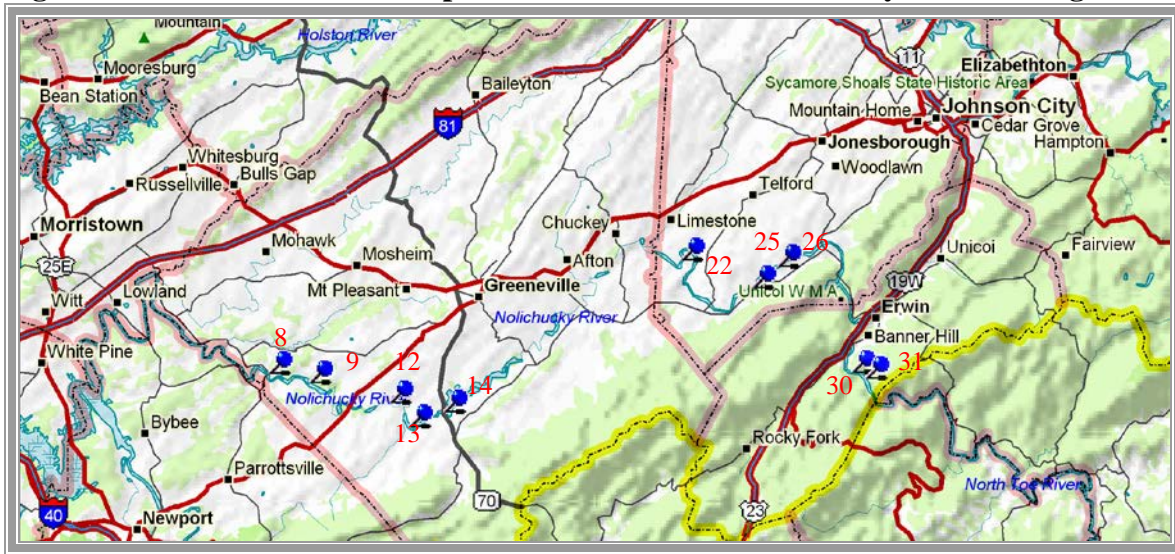 Mountain
Holston River
Mooresburg
Bean Station
Baileyton
11
Elizabethton
Sycamore Shoals State Historic Area
Mountain Home
Johnson City
Cedar Grove
Hampton
81
Jonesborough
Woodlawn
Whitesburg
Bulls Gap
Russellville
Telford
Morristown
Chuckey
Limestone
Mohawk
Mosheim
Afton
25
26
22
Unicoi
Fairview
25E
Witt
Lowland
Mt Pleasant
Greeneville
Nolichucky River
Unicoi W M A
19W
Erwin
Banner Hill
White Pine
8
9
12
14
30
31
Nolichucky Riv
13
Bybee
Rocky Fork
Parrottsville
North Toe River
70
40
Newport
23